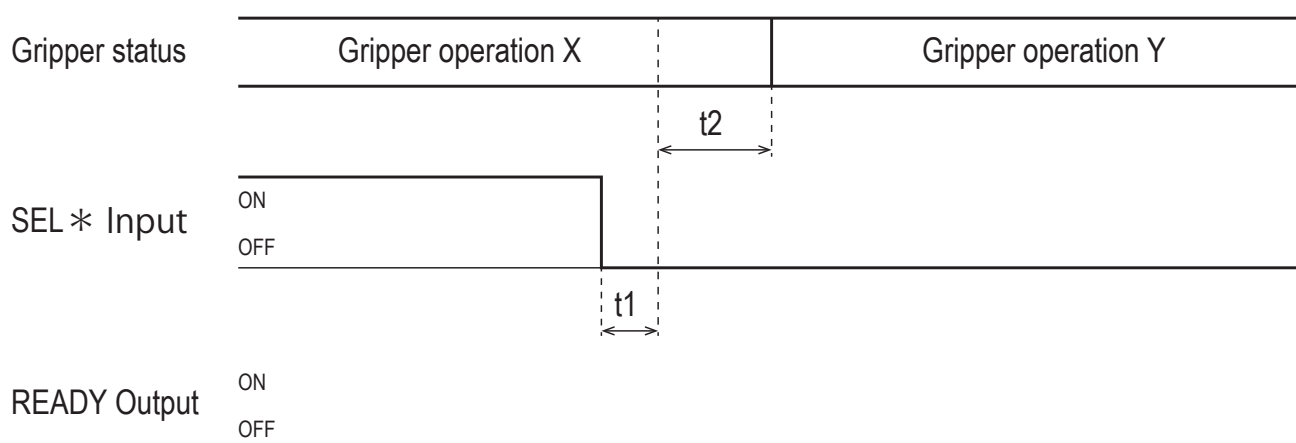 Gripper status
Gripper operation X
Gripper operation Y
t2
SEL＊ Input
ON
OFF
t1
READY Output
ON
OFF